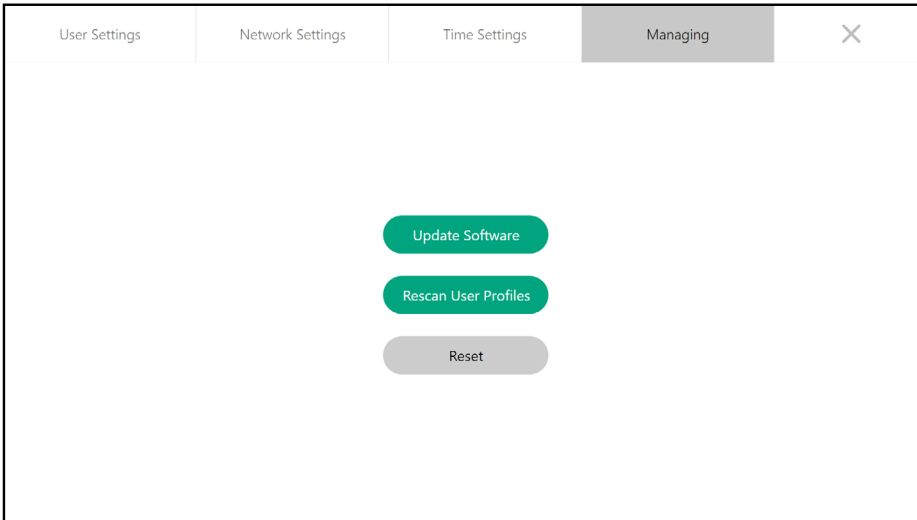 User Settings Network Settings Time Settings Managing
Update Software
Rescan User Profiles
Reset